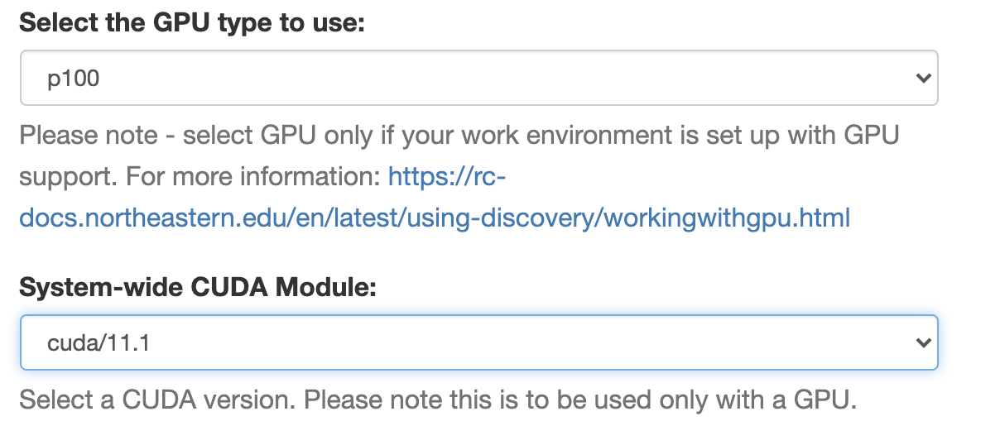 Select the GPU type to use:
p100
Please note - select GPU only if your work environment is set up with GPU
support. For more information: https://rc-
docs.northeastern.edu/en/latest/using-discovery/workingwithgpu.html
System-wide CUDA Module:
cuda/11.1
Select a CUDA version. Please note this is to be used only with a GPU.